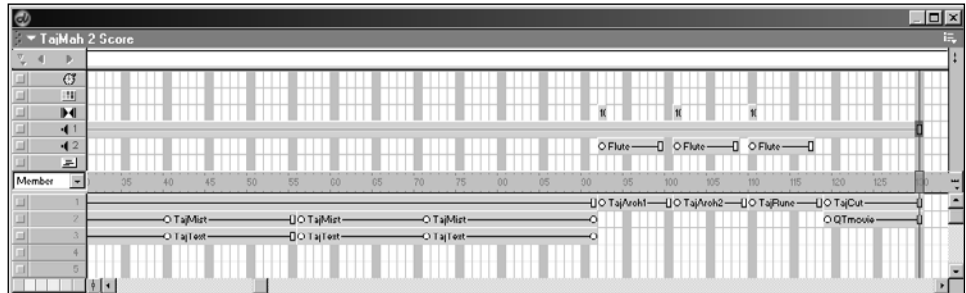 TajMah 2 Score
1
2
Flute Flute Flute
Member
35 40 45 50 55 60 65 70 75 80 85 90 95 100 105 110 115 120 125
1 TajArch1 TajArch2 TajRune TajCut
2 TajMist TajMist TajMist QTmovie
3 TajText TajText TajText
4
5